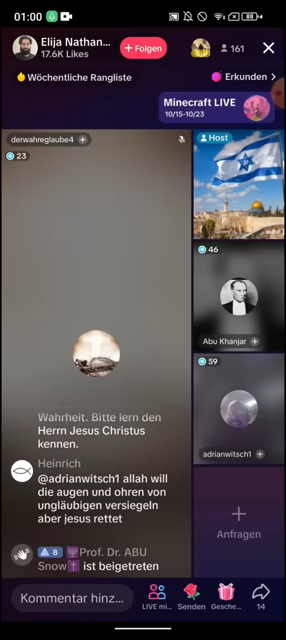 01:00
88
Elija Nathan...
17.6K Likes
+ Folgen
161
Wöchentliche Rangliste
Erkunden >
Minecraft LIVE
10/15-10/23
derwahreglaube4
23
Host
46
Abu Khanjar
59
adrianwitsch1
Anfragen
Wahrheit. Bitte lern den
Herrn Jesus Christus
kennen.
Heinrich
@adrianwitsch1 allah will
die augen und ohren von
ungläubigen versiegeln
aber jesus rettet
8 🕎Prof. Dr. ABU
Snow✝️ ist beigetreten
Kommentar hinz...
LIVE mi...
Senden
Gesche...
14